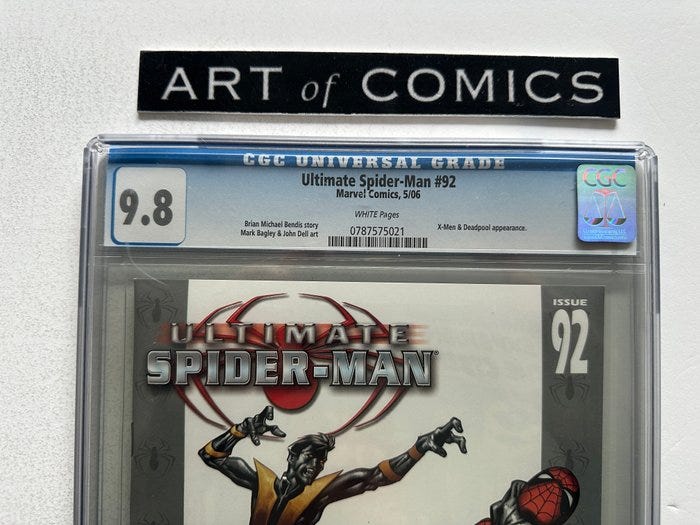 ART of COMICS
CGC UNIVERSAL GRADE
9.8
Ultimate Spider-Man #92
Marvel Comics, 5/06
WHITE Pages
Brian Michael Bendis story
Mark Bagley & John Dell art
0787575021
X-Men & Deadpool appearance.
CGC
ISSUE
92
ULTIMATE
SPIDER-MAN